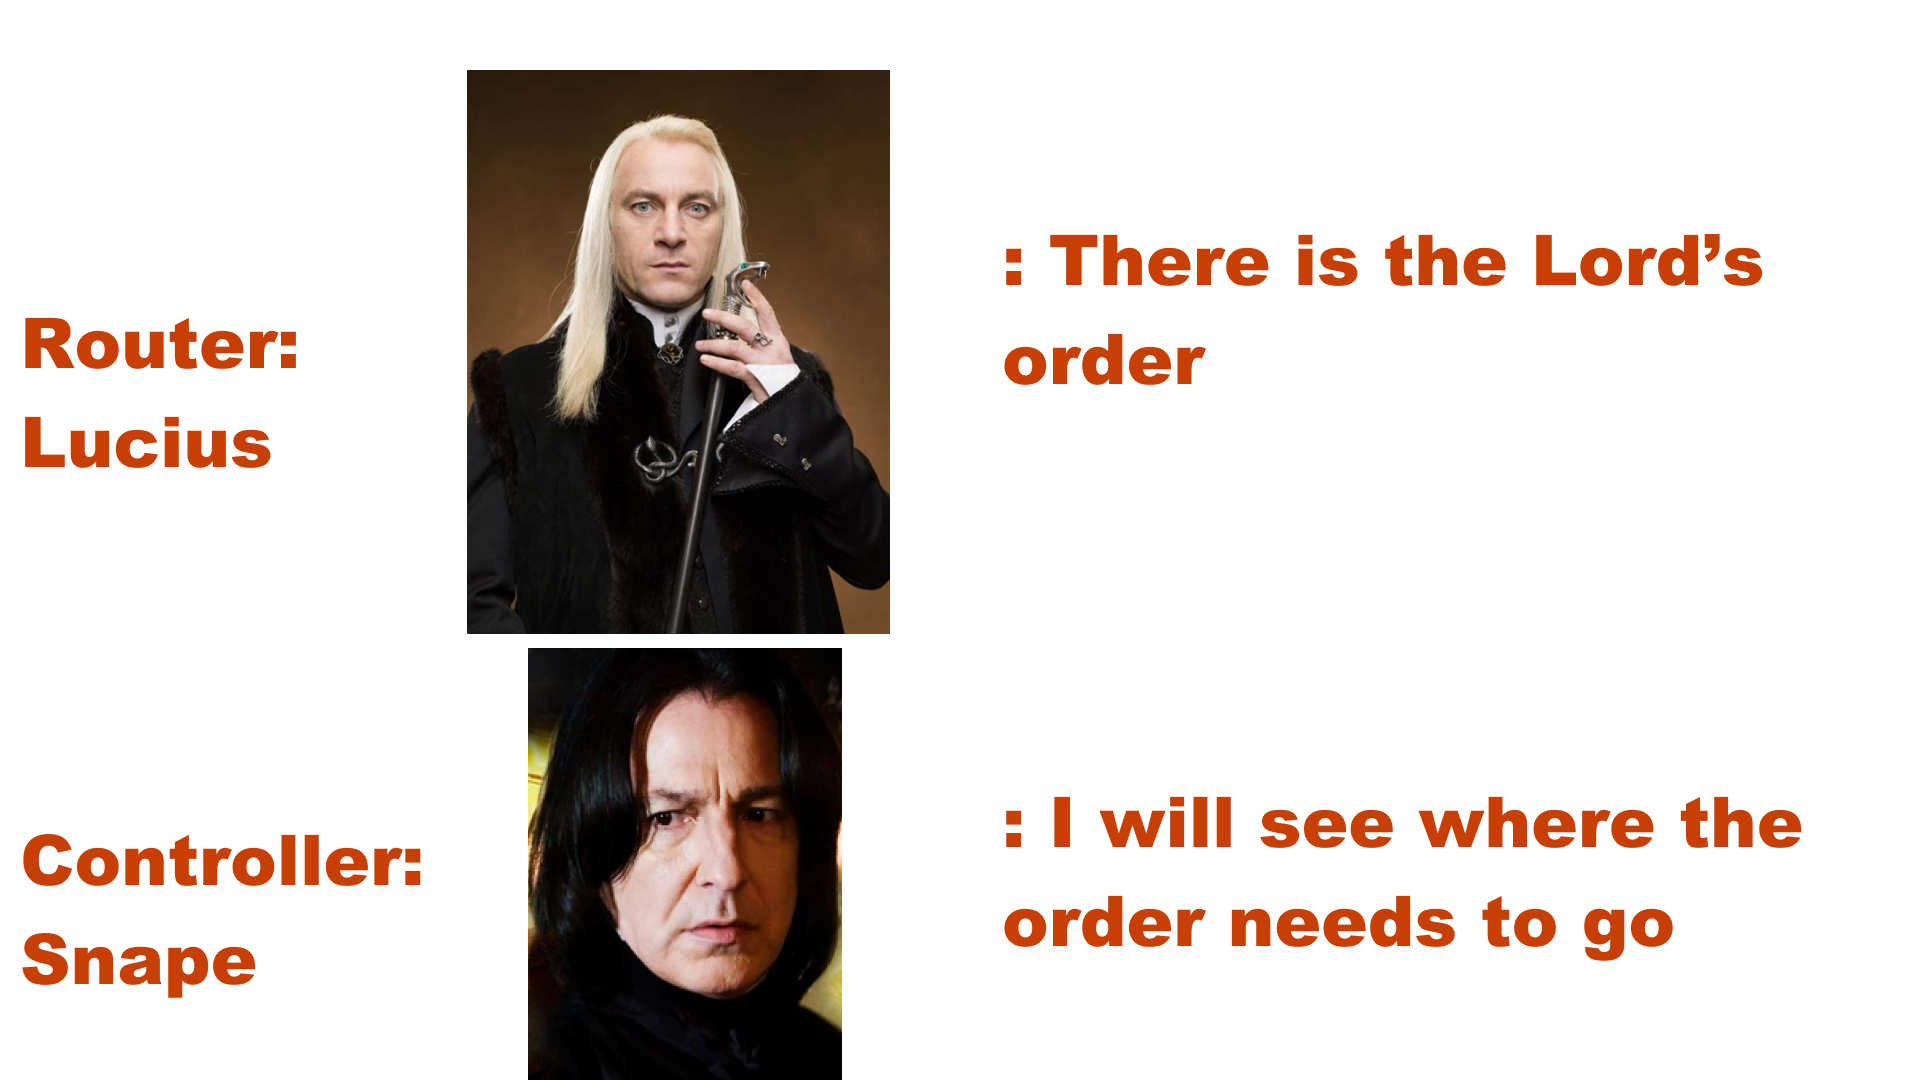 Router:
Lucius
: There is the Lord’s
order
Controller:
Snape
: I will see where the
order needs to go